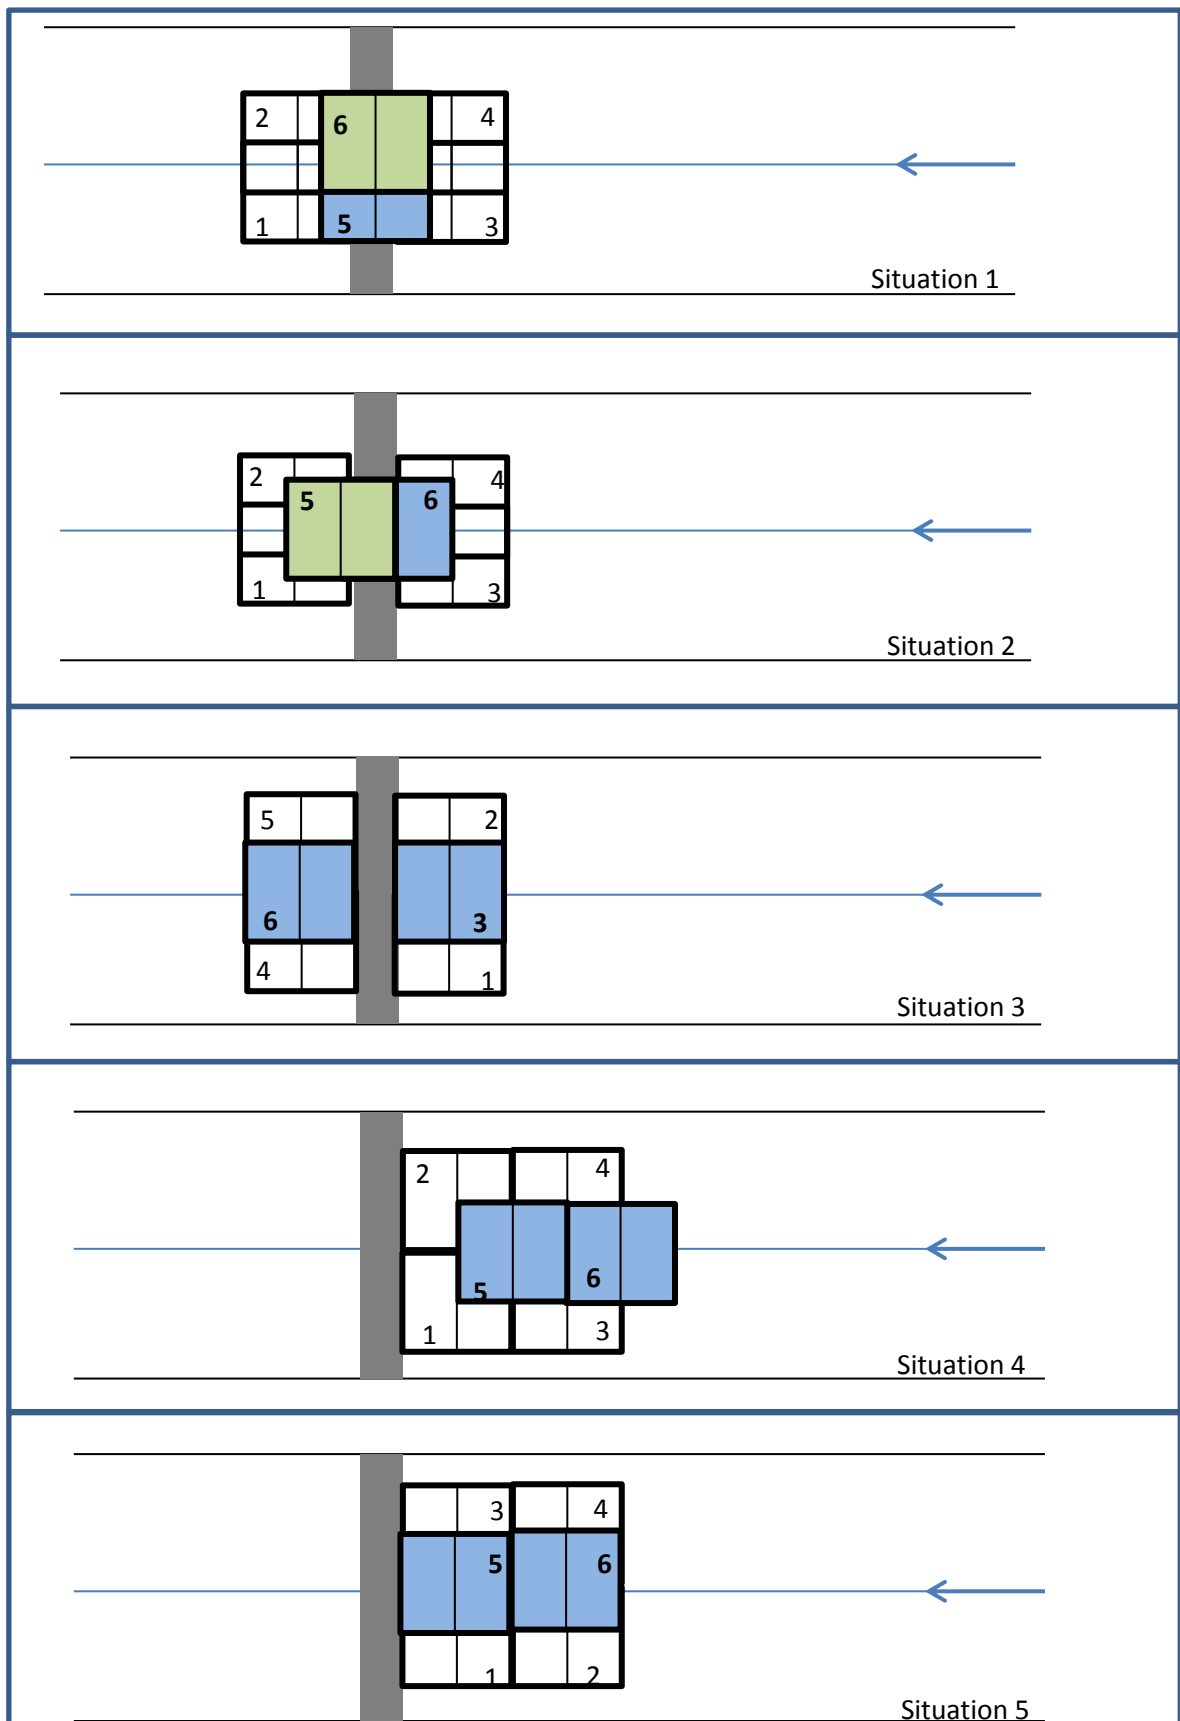 2 6 4
1 5 3
Situation 1
2 5 6 4
1 3
Situation 2
5 2
6 3
4 1
Situation 3
2 4
5 6
1 3
Situation 4
3 4
5 6
1 2
Situation 5